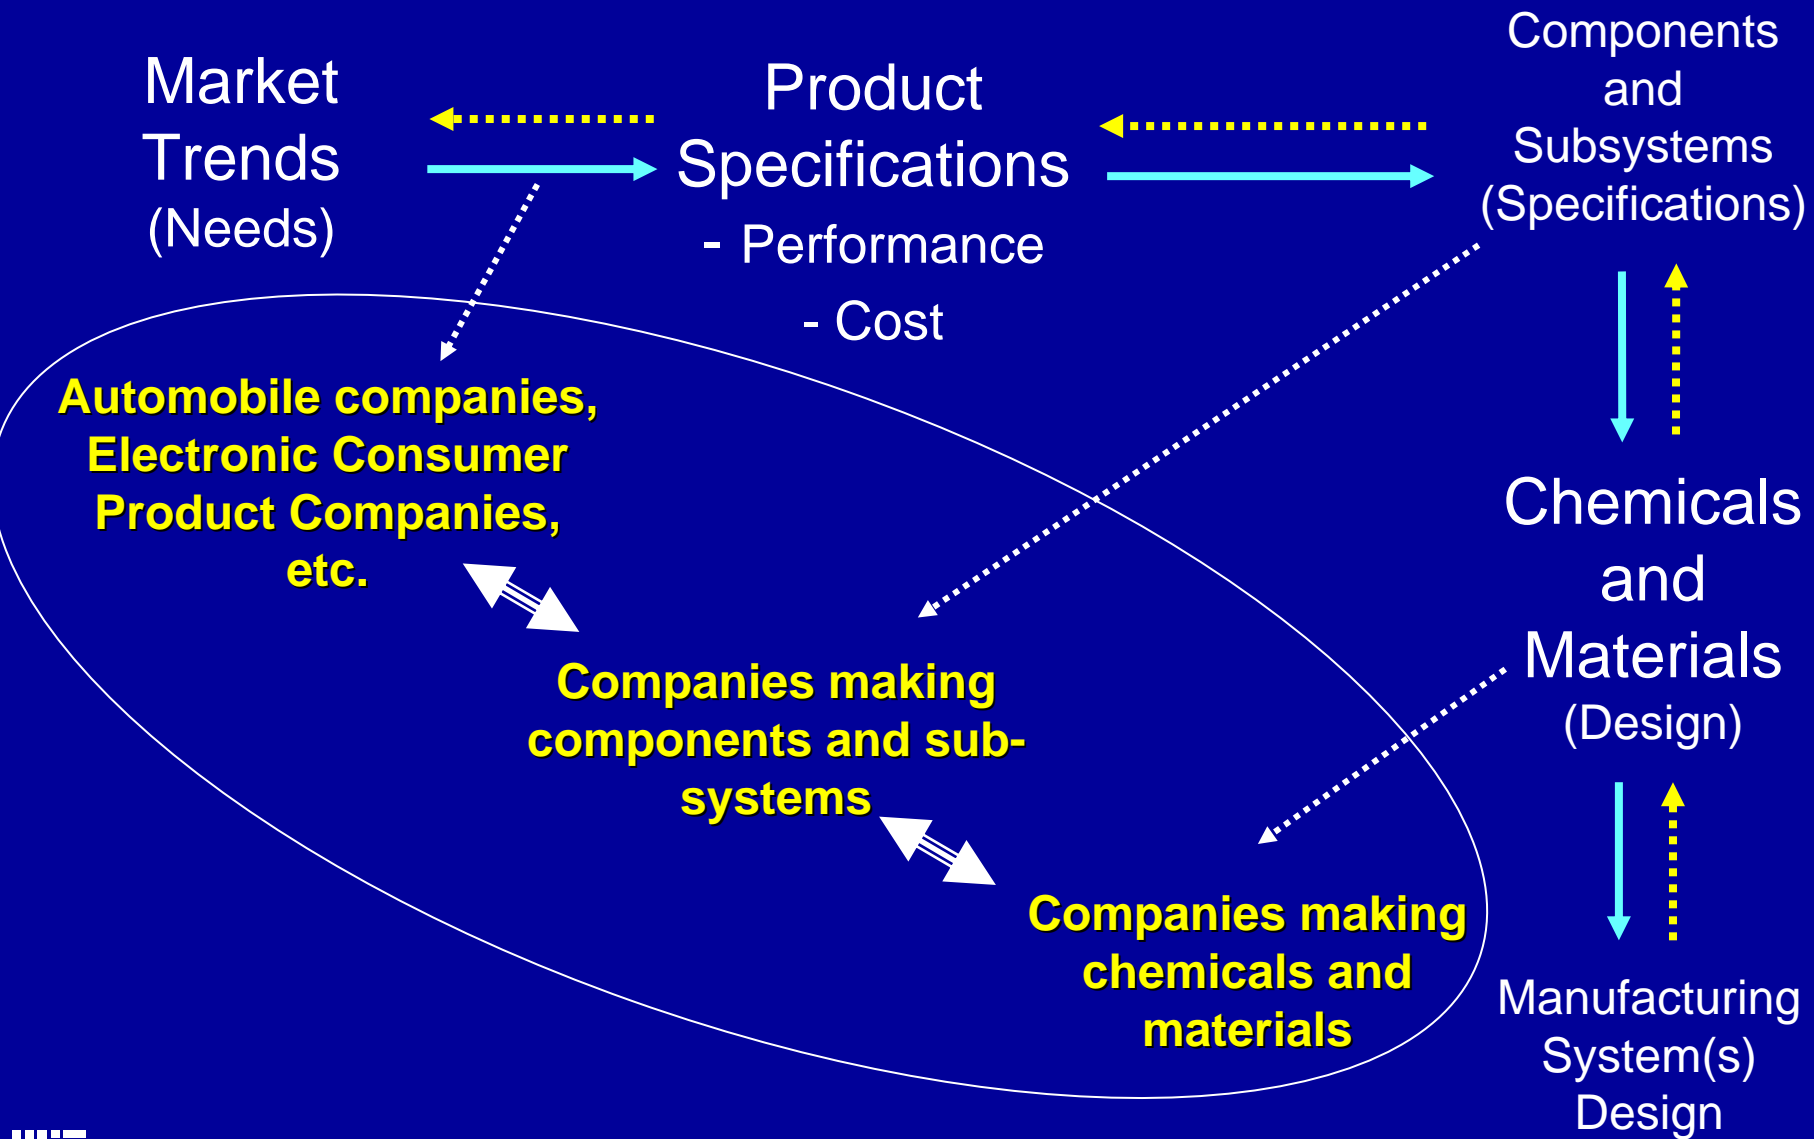 Market
Trends
(Needs)
Product
Specifications
- Performance
- Cost
Components
and
Subsystems
(Specifications)
Automobile companies,
Electronic Consumer
Product Companies,
etc.
Chemicals
and
Materials
(Design)
Companies making
components and sub-
systems
Companies making
chemicals and
materials
Manufacturing
System(s)
Design